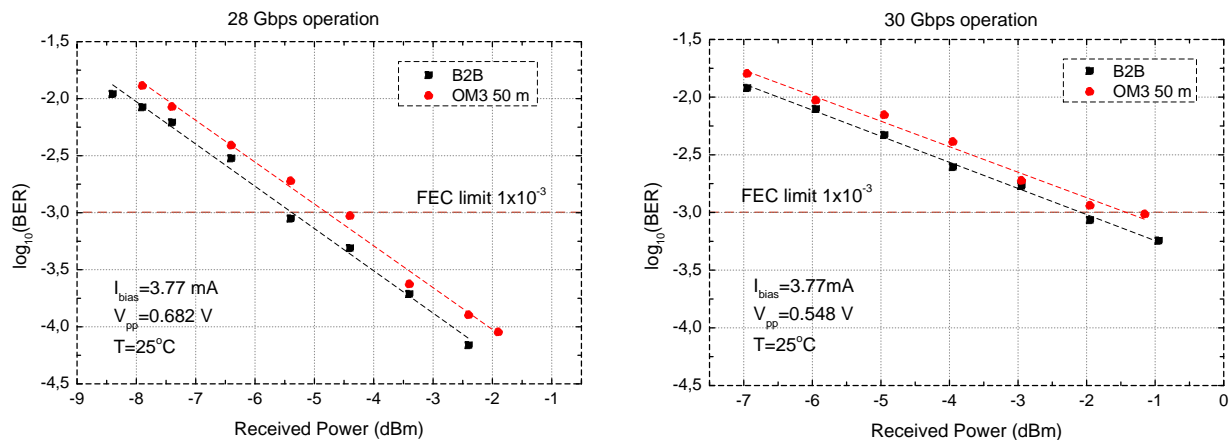 28 Gbps operation
-1,5
-2,0
-2,5
-3,0
-3,5
-4,0
-4,5
log10(BER)
B2B
OM3 50 m
FEC limit 1x10-3
Ibias=3.77 mA
Vpp=0.682 V
T=25oC
-9 -8 -7 -6 -5 -4 -3 -2 -1
Received Power (dBm)
30 Gbps operation
-1,5
-2,0
-2,5
-3,0
-3,5
-4,0
-4,5
log10(BER)
B2B
OM3 50 m
FEC limit 1x10-3
Ibias=3.77mA
Vpp=0.548 V
T=25oC
-7 -6 -5 -4 -3 -2 -1 0
Received Power (dBm)